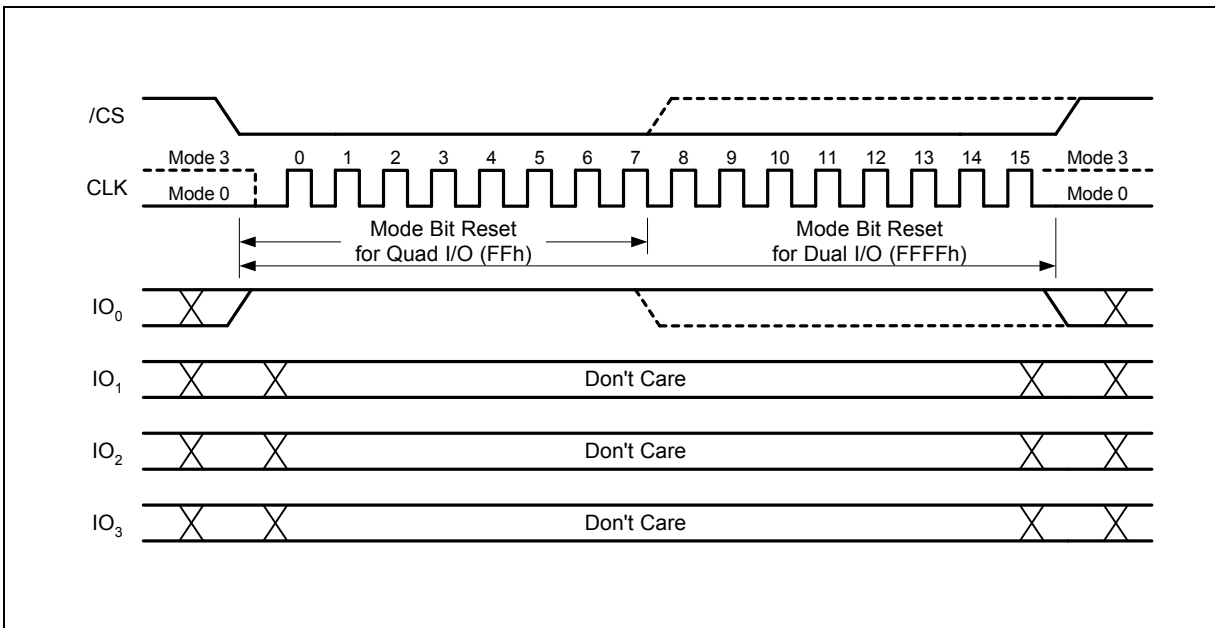 /CS
Mode 3 0 1 2 3 4 5 6 7 8 9 10 11 12 13 14 15 Mode 3
CLK
Mode 0 Mode 0
Mode Bit Reset Mode Bit Reset
for Quad I/O (FFh) for Dual I/O (FFFFh)
IO0
IO1 Don't Care
IO2 Don't Care
IO3 Don't Care